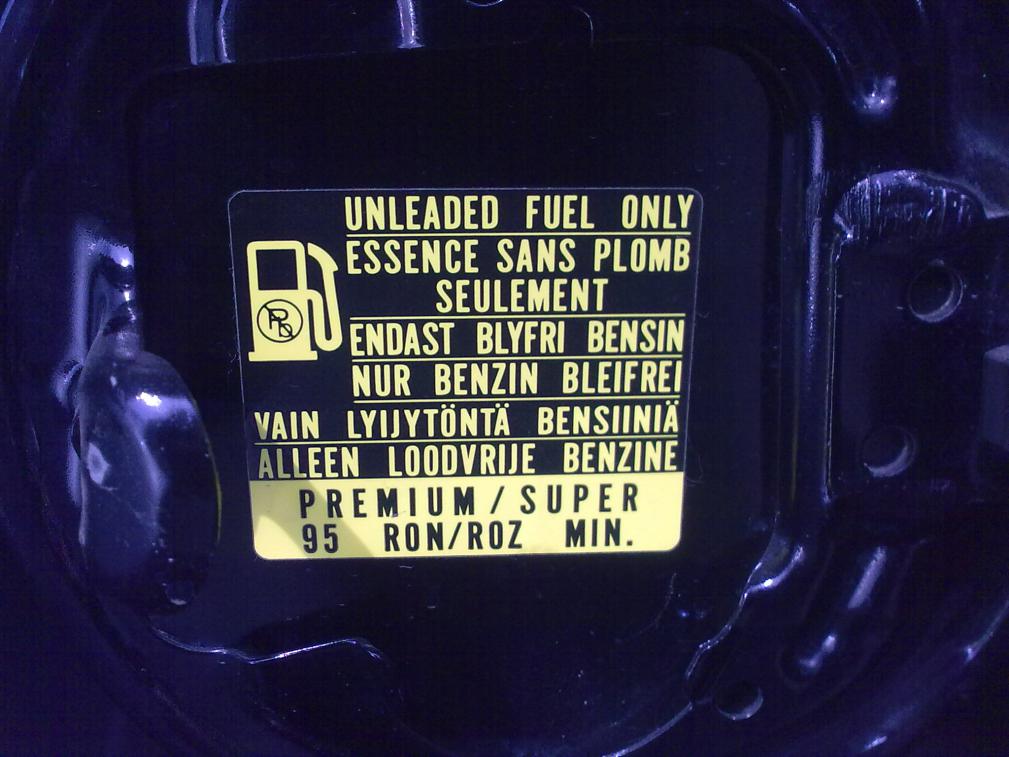 UNLEADED FUEL ONLY
ESSENCE SANS PLOMB
SEULEMENT
Pb
ENDAST BLYFRI BENSIN
NUR BENZIN BLEIFREI
VAIN LYIJYTÖNTÄ BENSIINIÄ
ALLEEN LOODVRIJE BENZINE
PREMIUM/SUPER
95 RON/ROZ MIN.